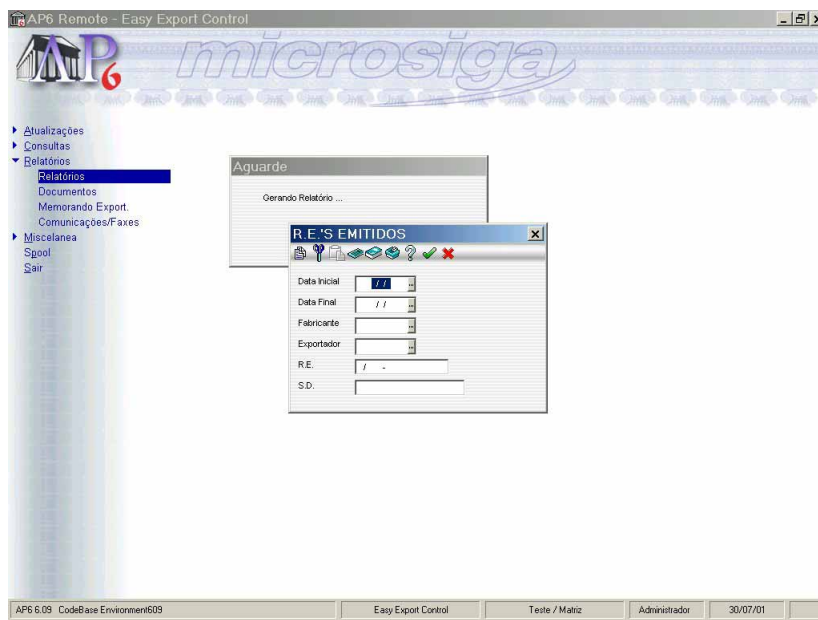 AP6 Remote - Easy Export Control
AP6
microsiga
Atualizações
Consultas
Relatórios
Relatórios
Documentos
Memorando Export.
Comunicações/Faxes
Miscelanea
Spool
Sair
Aguarde
Gerando Relatório ...
R.E.'S EMITIDOS
Data Inicial / /
Data Final / /
Fabricante
Exportador
R.E. / -
S.D.
AP6 6.09 CodeBase Environment609 Easy Export Control Teste / Matriz Administrador 30/07/01